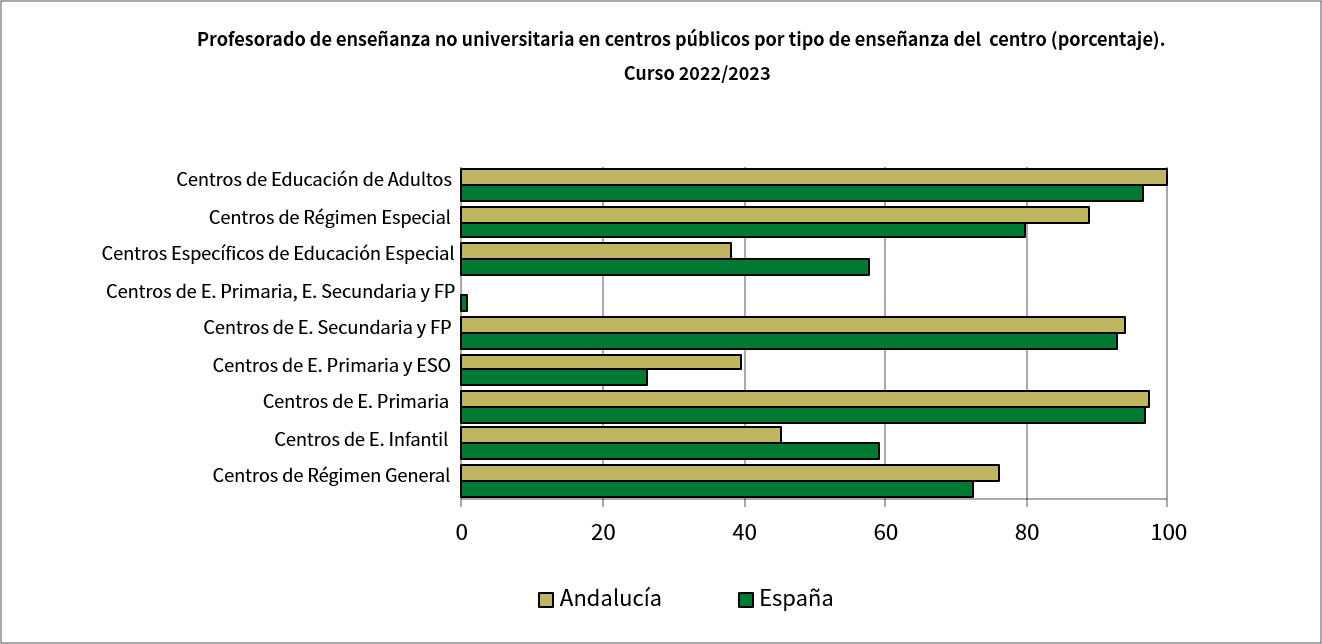 Profesorado de enseñanza no universitaria en centros públicos por tipo de enseñanza del  centro (porcentaje).
Curso 2022/2023
Centros de Educación de Adultos
Centros de Régimen Especial
Centros Específicos de Educación Especial
Centros de E. Primaria, E. Secundaria y FP
Centros de E. Secundaria y FP
Centros de E. Primaria y ESO
Centros de E. Primaria
Centros de E. Infantil
Centros de Régimen General
0 20 40 60 80 100
Andalucía España